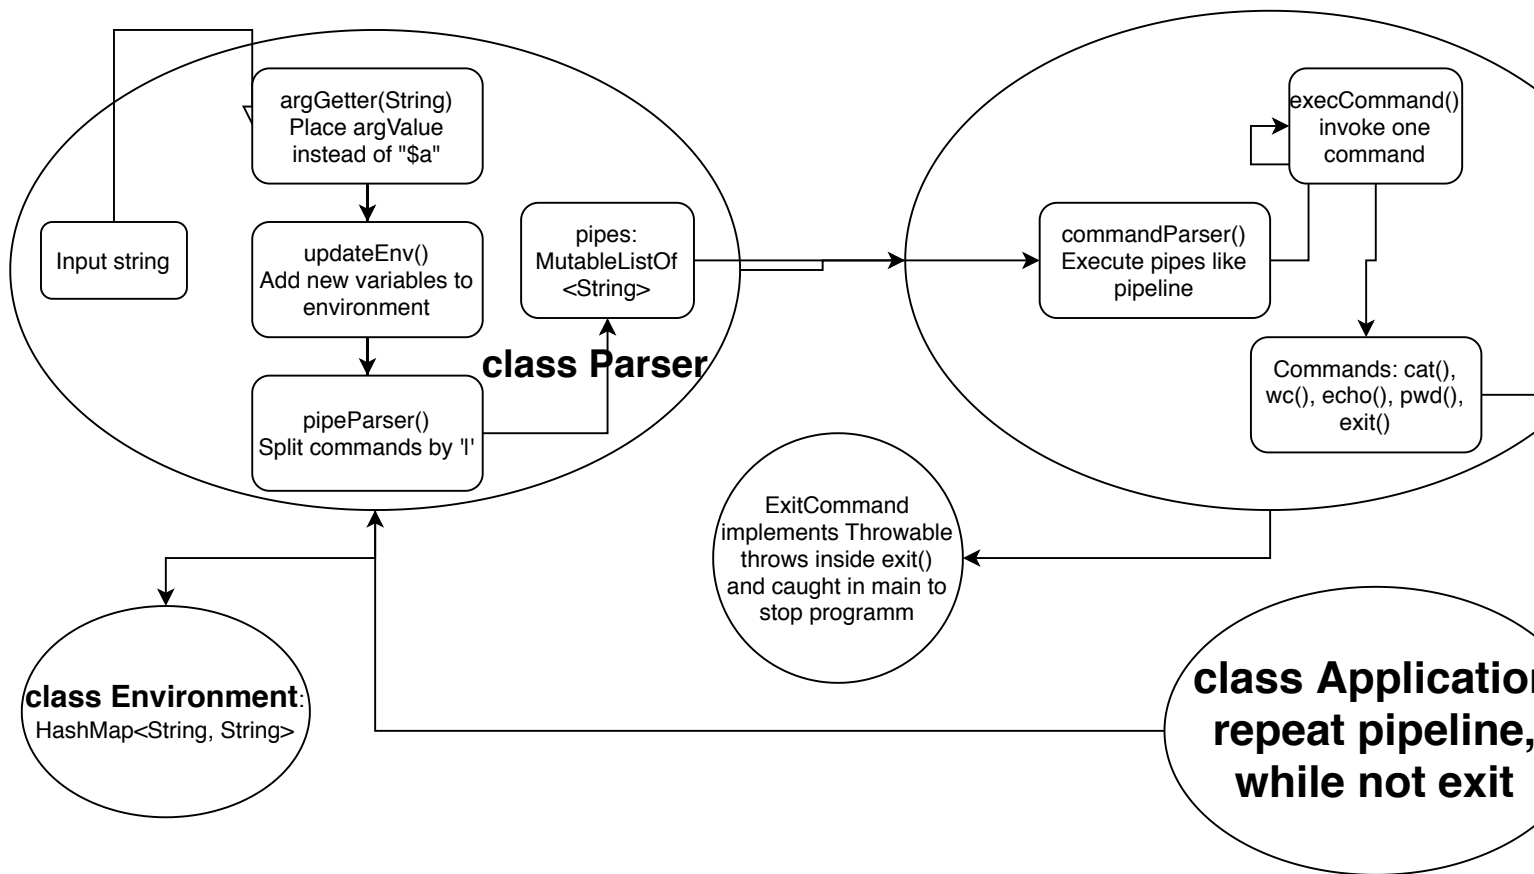 Input string
argGetter(String)
Place argValue
instead of "$a"
updateEnv()
Add new variables to
environment
pipeParser()
Split commands by 'l'
pipes:
MutableListOf
<String>
class Parser
execCommand()
invoke one
command
commandParser()
Execute pipes like
pipeline
Commands: cat(),
wc(), echo(), pwd(),
exit()
ExitCommand
implements Throwable
throws inside exit()
and caught in main to
stop programm
class Environment:
HashMap<String, String>
class Application
repeat pipeline,
while not exit